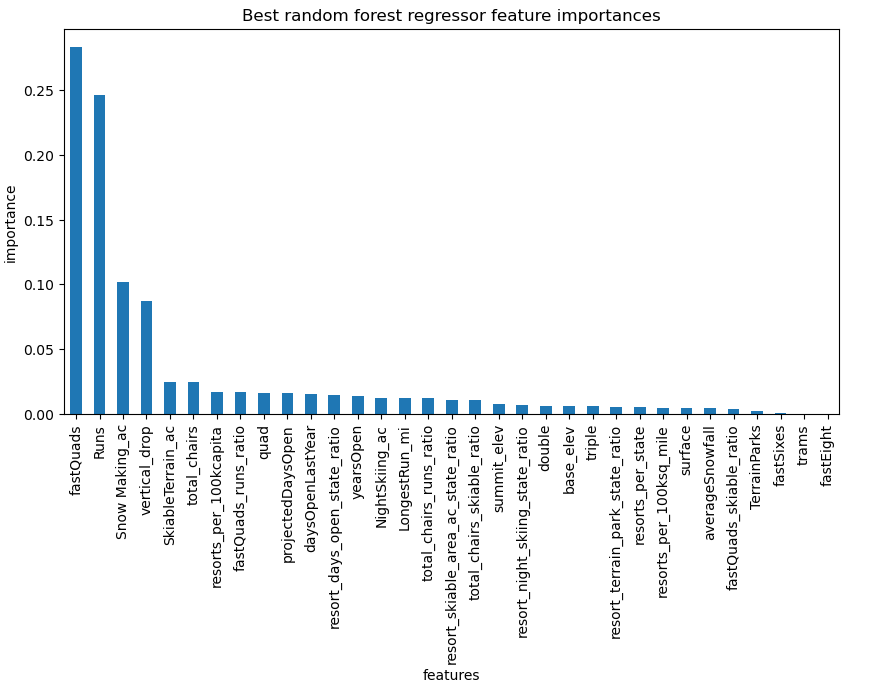 Best random forest regressor feature importances
importance
0.25
0.20
0.15
0.10
0.05
0.00
fastQuads
Runs
Snow Making_ac
vertical_drop
SkiableTerrain_ac
total_chairs
resorts_per_100kcapita
fastQuads_runs_ratio
quad
projectedDaysOpen
daysOpenLastYear
resort_days_open_state_ratio
yearsOpen
NightSkiing_ac
LongestRun_mi
total_chairs_runs_ratio
resort_skiable_area_ac_state_ratio
total_chairs_skiable_ratio
summit_elev
resort_night_skiing_state_ratio
double
base_elev
triple
resort_terrain_park_state_ratio
resorts_per_state
resorts_per_100ksq_mile
surface
averageSnowfall
fastQuads_skiable_ratio
TerrainParks
fastSixes
trams
fastEight
features